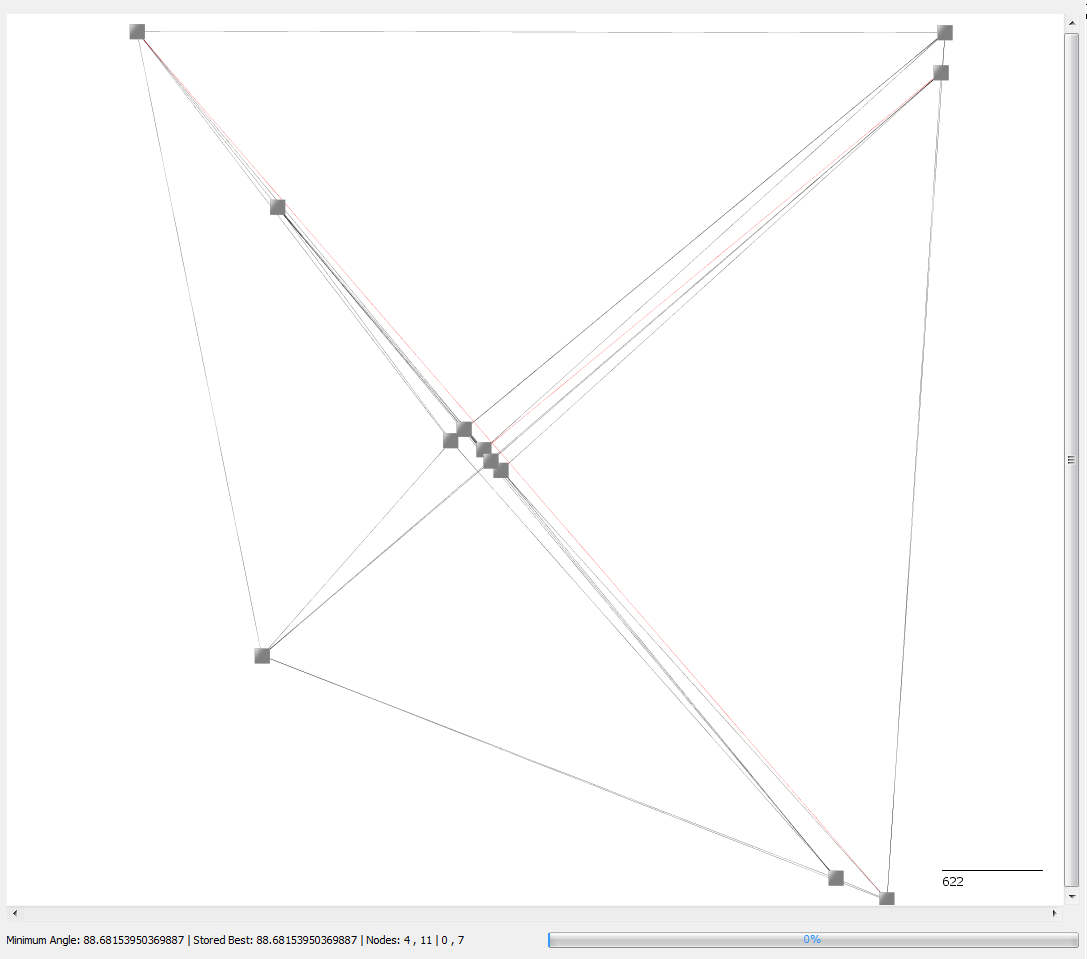 622
Minimum Angle: 88.68153950369887 | Stored Best: 88.68153950369887 | Nodes: 4 , 11 | 0 , 7
0%